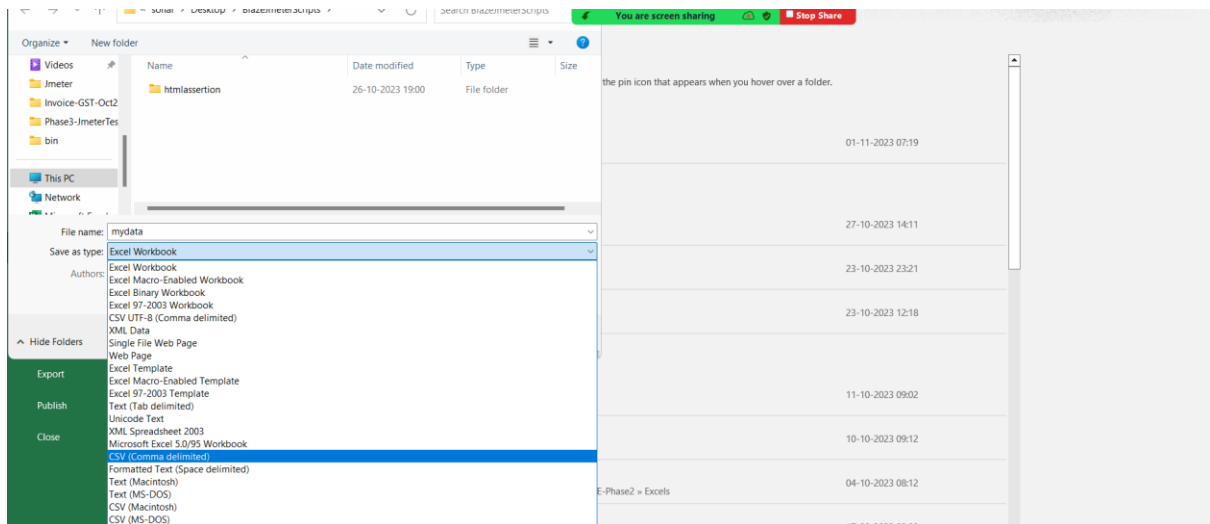 « sonar > Desktop > BlazeJmeterScripts >
Search BlazeJmeterScripts
You are screen sharing
Stop Share
Organize
New folder
?
Videos
Jmeter
Invoice-GST-Oct2
Phase3-JmeterTes
bin
This PC
Network
Name
Date modified
Type
Size
htmlassertion
26-10-2023 19:00
File folder
File name: mydata
Save as type: Excel Workbook
Authors:
Excel Workbook
Excel Macro-Enabled Workbook
Excel Binary Workbook
Excel 97-2003 Workbook
CSV UTF-8 (Comma delimited)
XML Data
Single File Web Page
Web Page
Excel Template
Excel Macro-Enabled Template
Excel 97-2003 Template
Text (Tab delimited)
Unicode Text
XML Spreadsheet 2003
Microsoft Excel 5.0/95 Workbook
CSV (Comma delimited)
Formatted Text (Space delimited)
Text (Macintosh)
Text (MS-DOS)
CSV (Macintosh)
CSV (MS-DOS)
Hide Folders
Export
Publish
Close
the pin icon that appears when you hover over a folder.
01-11-2023 07:19
27-10-2023 14:11
23-10-2023 23:21
23-10-2023 12:18
11-10-2023 09:02
10-10-2023 09:12
04-10-2023 08:12
E-Phase2 » Excels